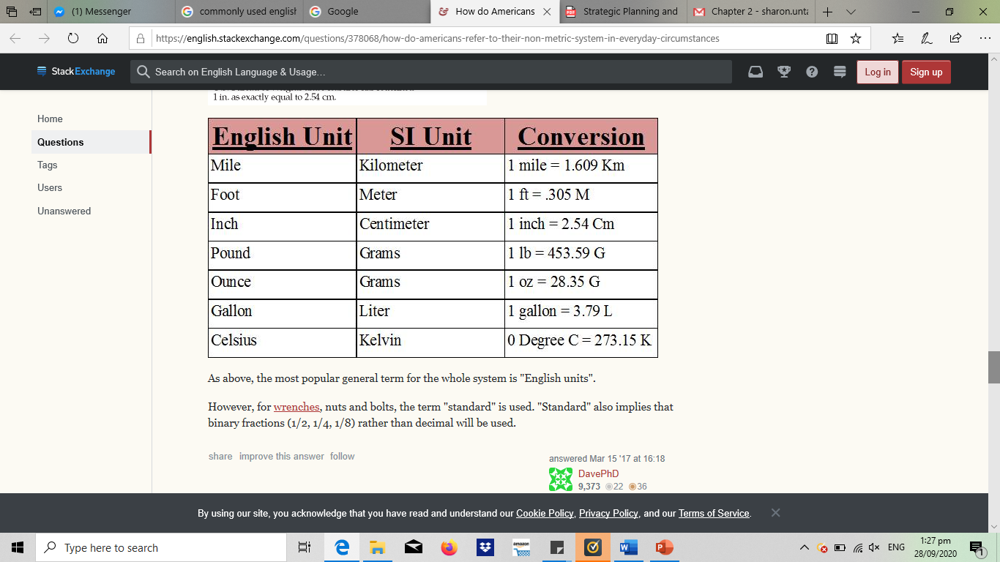 (1) Messenger
commonly used english
Google
How do Americans
Strategic Planning and
Chapter 2 - sharon.unta
https://english.stackexchange.com/questions/378068/how-do-americans-refer-to-their-non-metric-system-in-everyday-circumstances
StackExchange
Search on English Language & Usage...
Log in
Sign up
Home
Questions
Tags
Users
Unanswered
1 in. as exactly equal to 2.54 cm.
English Unit SI Unit Conversion
Mile Kilometer 1 mile = 1.609 Km
Foot Meter 1 ft = .305 M
Inch Centimeter 1 inch = 2.54 Cm
Pound Grams 1 lb = 453.59 G
Ounce Grams 1 oz = 28.35 G
Gallon Liter 1 gallon = 3.79 L
Celsius Kelvin 0 Degree C = 273.15 K
As above, the most popular general term for the whole system is "English units".
However, for wrenches, nuts and bolts, the term "standard" is used. "Standard" also implies that
binary fractions (1/2, 1/4, 1/8) rather than decimal will be used.
share improve this answer follow
answered Mar 15 '17 at 16:18
DavePhD
9,373 22 36
By using our site, you acknowledge that you have read and understand our Cookie Policy, Privacy Policy, and our Terms of Service.
Type here to search
amazon
ENG
1:27 pm
28/09/2020
1